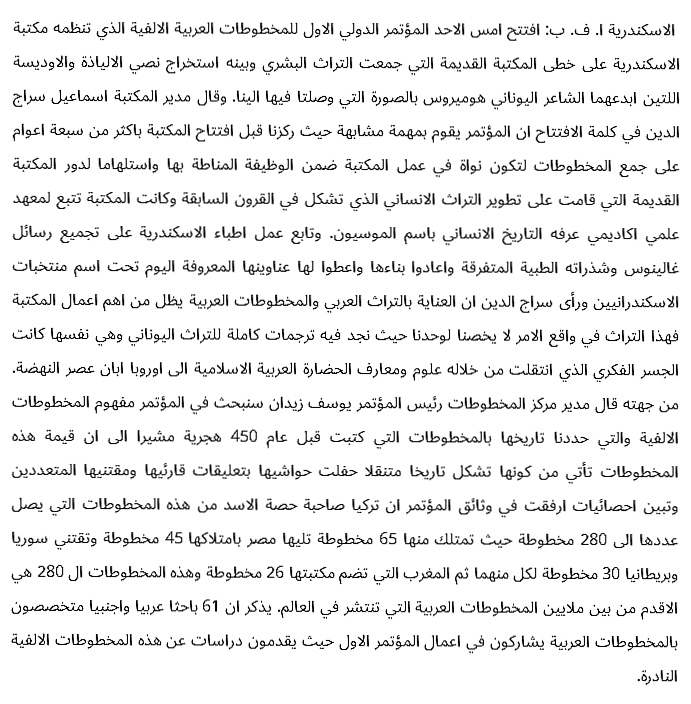 الاسكندرية ا. ف. ب: افتتح امس الاحد المؤتمر الدولي الاول للمخطوطات العربية الالفية الذي تنظمه مكتبة
الاسكندرية على خطى المكتبة القديمة التي جمعت التراث البشري وبينه استخراج نصي الالياذة والاوديسة
اللتين ابدعهما الشاعر اليوناني هوميروس بالصورة التي وصلتا فيها الينا. وقال مدير المكتبة اسماعيل سراج
الدين في كلمة الافتتاح ان المؤتمر يقوم بمهمة مشابهة حيث ركزنا قبل افتتاح المكتبة باكثر من سبعة اعوام
على جمع المخطوطات لتكون نواة في عمل المكتبة ضمن الوظيفة المناطة بها واستلهاما لدور المكتبة
القديمة التي قامت على تطوير التراث الانساني الذي تشكل في القرون السابقة وكانت المكتبة تتبع لمعهد
علمي اكاديمي عرفه التاريخ الانساني باسم الموسيون. وتابع عمل اطباء الاسكندرية على تجميع رسائل
غالينوس وشذراته الطبية المتفرقة واعادوا بناءها واعطوا لها عناوينها المعروفة اليوم تحت اسم منتخبات
الاسكندرانيين ورأى سراج الدين ان العناية بالتراث العربي والمخطوطات العربية يظل من اهم اعمال المكتبة
فهذا التراث في واقع الامر لا يخصنا لوحدنا حيث نجد فيه ترجمات كاملة للتراث اليوناني وهي نفسها كانت
الجسر الفكري الذي انتقلت من خلاله علوم ومعارف الحضارة العربية الاسلامية الى اوروبا ابان عصر النهضة.
من جهته قال مدير مركز المخطوطات رئيس المؤتمر يوسف زيدان سنبحث في المؤتمر مفهوم المخطوطات
الالفية والتي حددنا تاريخها بالمخطوطات التي كتبت قبل عام 450 هجرية مشيرا الى ان قيمة هذه
المخطوطات تأتي من كونها تشكل تاريخا متنقلا حفلت حواشيها بتعليقات قارئيها ومقتنيها المتعددين
وتبين احصائيات ارفقت في وثائق المؤتمر ان تركيا صاحبة حصة الاسد من هذه المخطوطات التي يصل
عددها الى 280 مخطوطة حيث تمتلك منها 65 مخطوطة تليها مصر بامتلاكها 45 مخطوطة وتقتني سوريا
وبريطانيا 30 مخطوطة لكل منهما ثم المغرب التي تضم مكتبتها 26 مخطوطة وهذه المخطوطات ال 280 هي
الاقدم من بين ملايين المخطوطات العربية التي تنتشر في العالم. يذكر ان 61 باحثا عربيا واجنبيا متخصصون
بالمخطوطات العربية يشاركون في اعمال المؤتمر الاول حيث يقدمون دراسات عن هذه المخطوطات الالفية
النادرة.